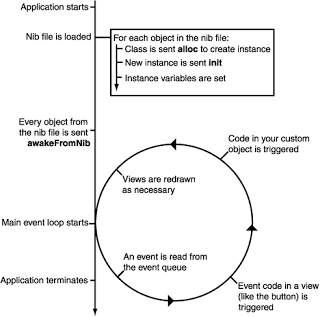 Application starts
Nib file is loaded
For each object in the nib file:
Class is sent alloc to create instance
New instance is sent init
Instance variables are set
Every object
from the nib file is sent
awakeFromNib
Code in your custom
object is triggered
Views are redrawn
as necessary
Main event loop starts
An event is read from
the event queue
Application terminates
Event code in a view
(like the button) is
triggered